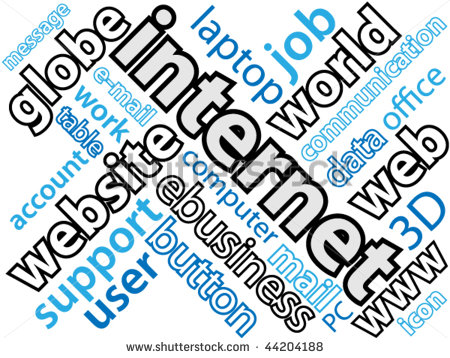 message
globe
internet
laptop
job
world
communication
e-mail
work
table
account
website
office
data
web
computer
ebusiness
support
user
button
mail
PC
3D
www
icon
shutterstock
www.shutterstock.com · 44204188